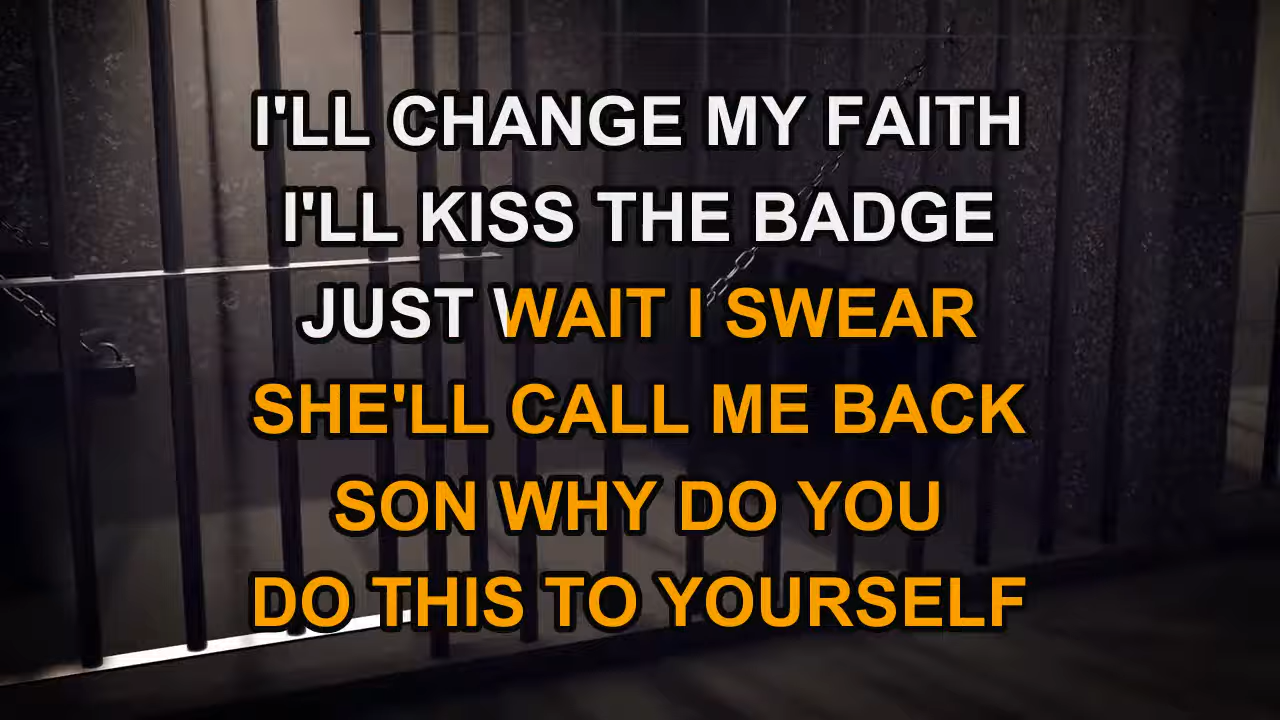 I'LL CHANGE MY FAITH
I'LL KISS THE BADGE
JUST WAIT I SWEAR
SHE'LL CALL ME BACK
SON WHY DO YOU
DO THIS TO YOURSELF